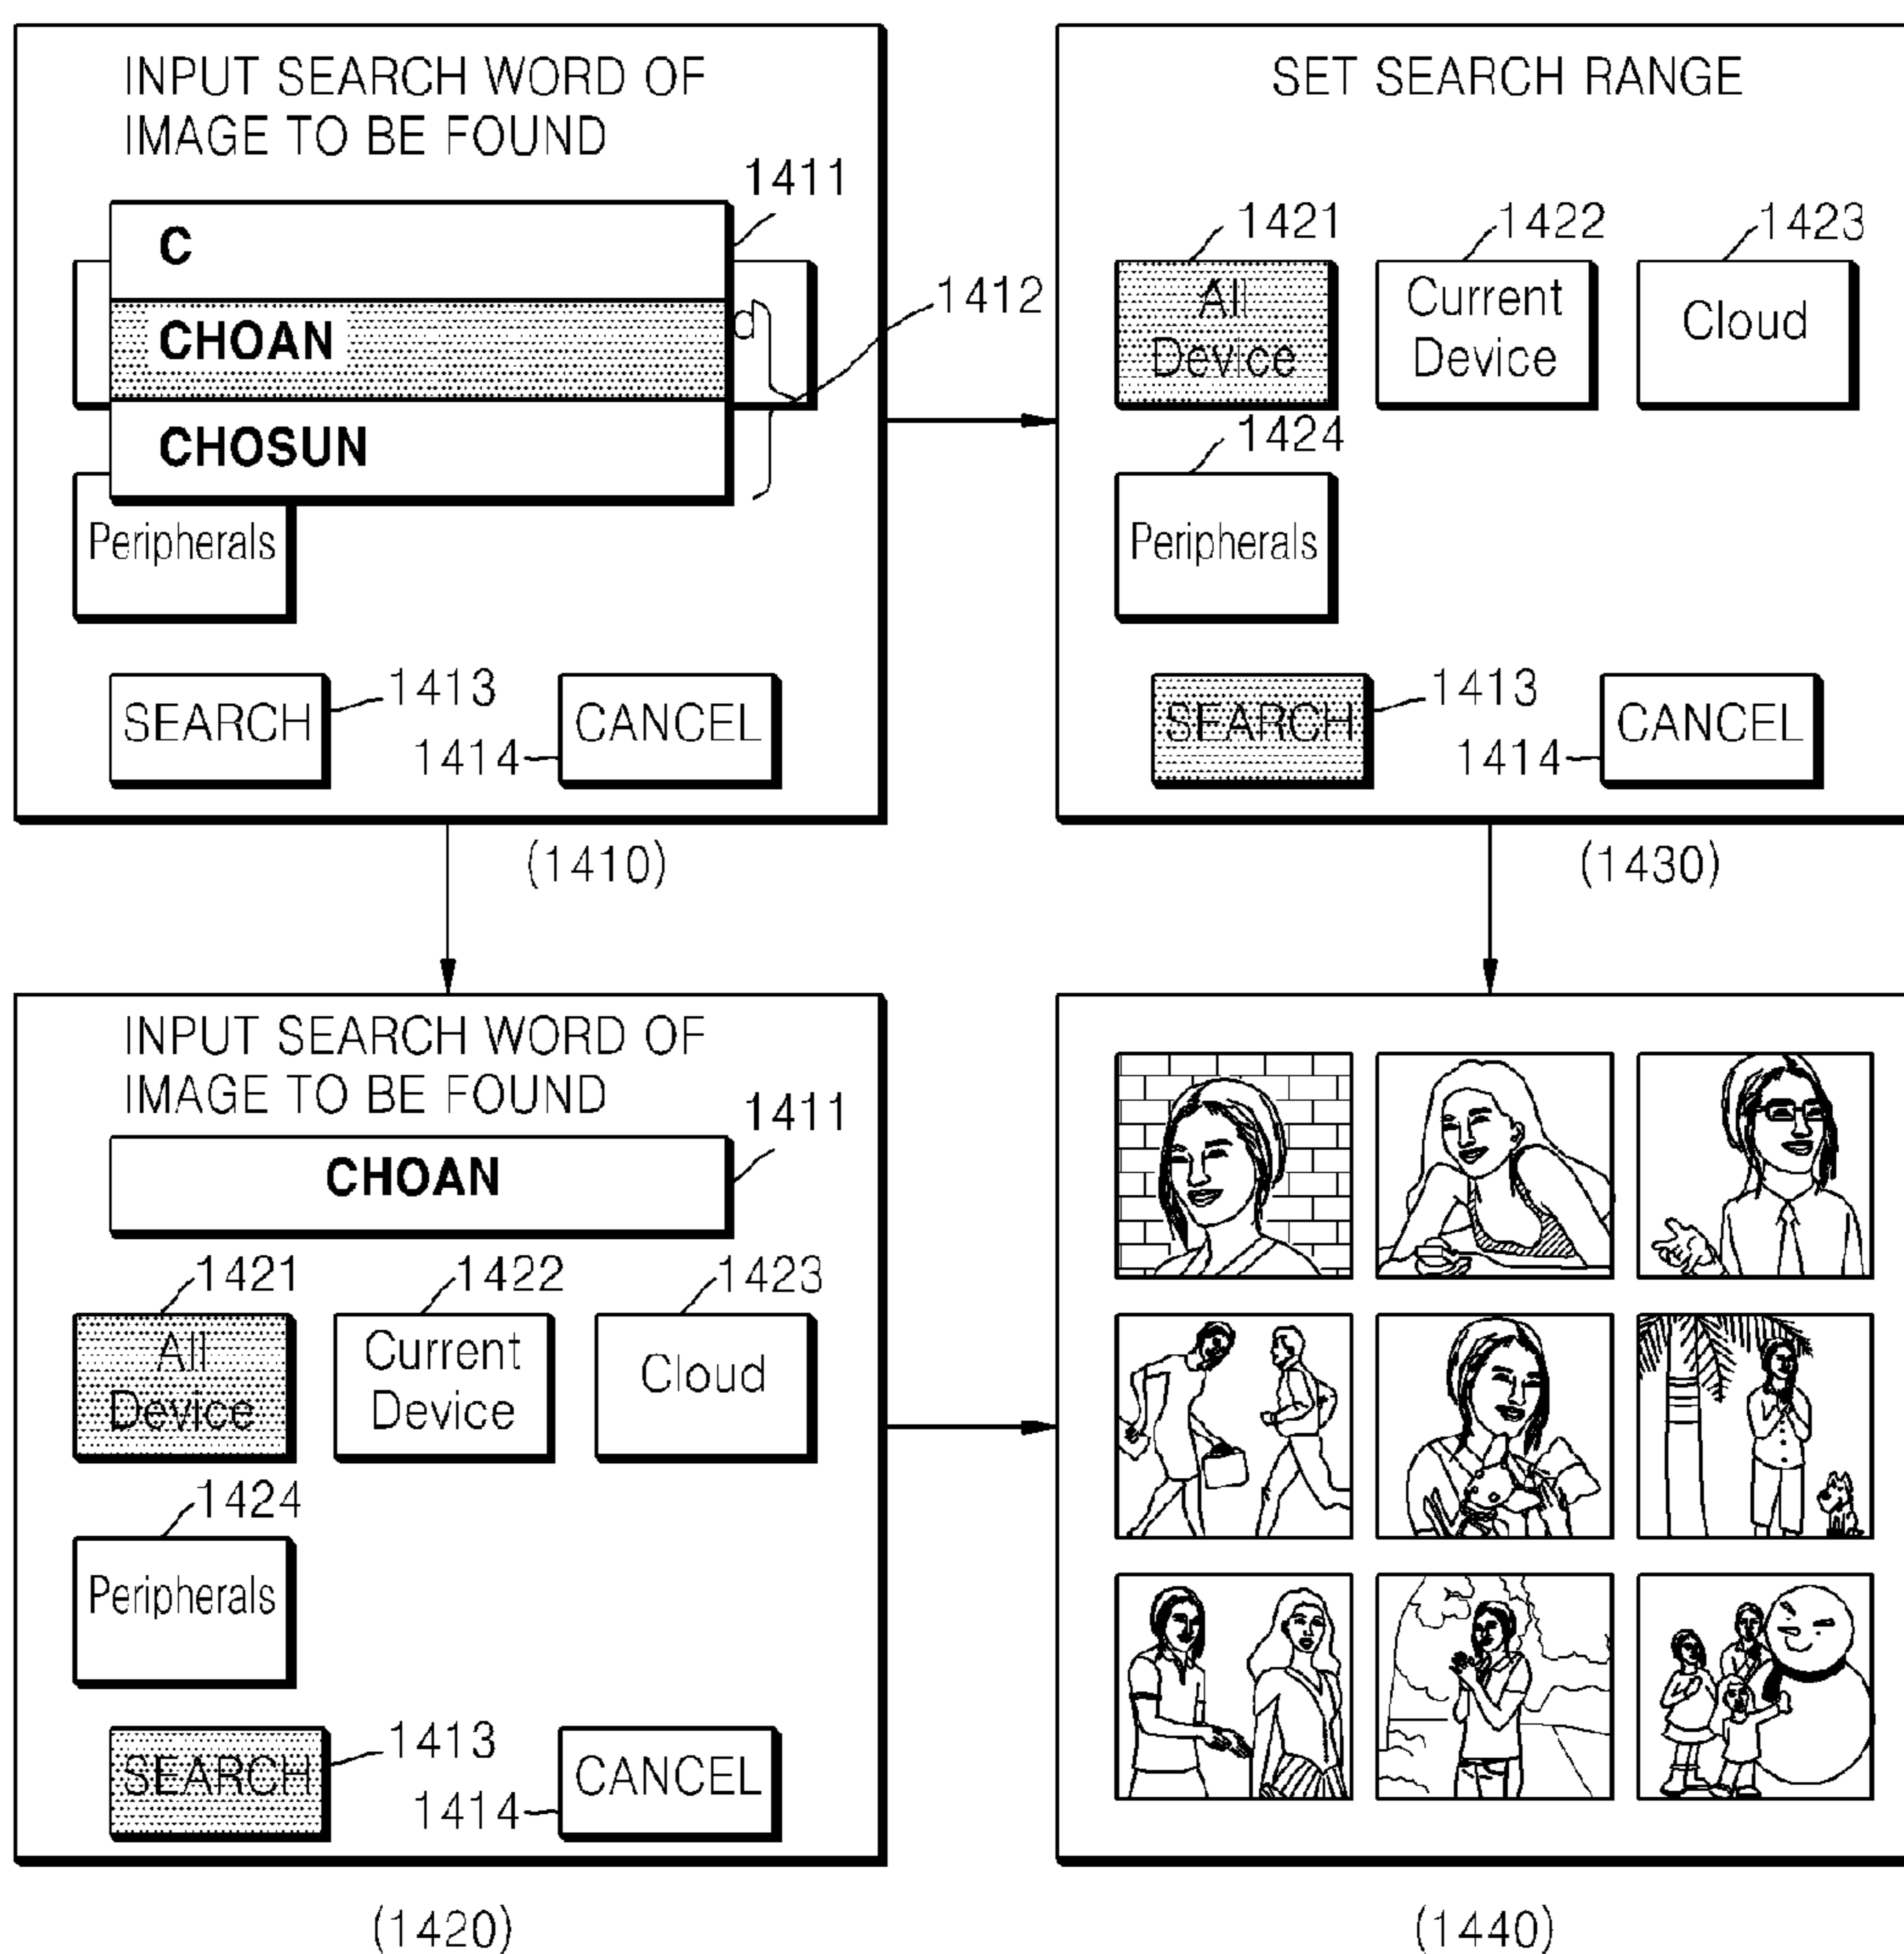 INPUT SEARCH WORD OF
IMAGE TO BE FOUND
1411
C
CHOAN
d
1412
CHOSUN
Peripherals
SEARCH
1413
1414
CANCEL
(1410)
SET SEARCH RANGE
1421
1422
1423
All
Device
Current
Device
Cloud
1424
Peripherals
SEARCH
1413
1414
CANCEL
(1430)
INPUT SEARCH WORD OF
IMAGE TO BE FOUND
1411
CHOAN
1421
1422
1423
All
Device
Current
Device
Cloud
1424
Peripherals
SEARCH
1413
1414
CANCEL
(1420)
(1440)